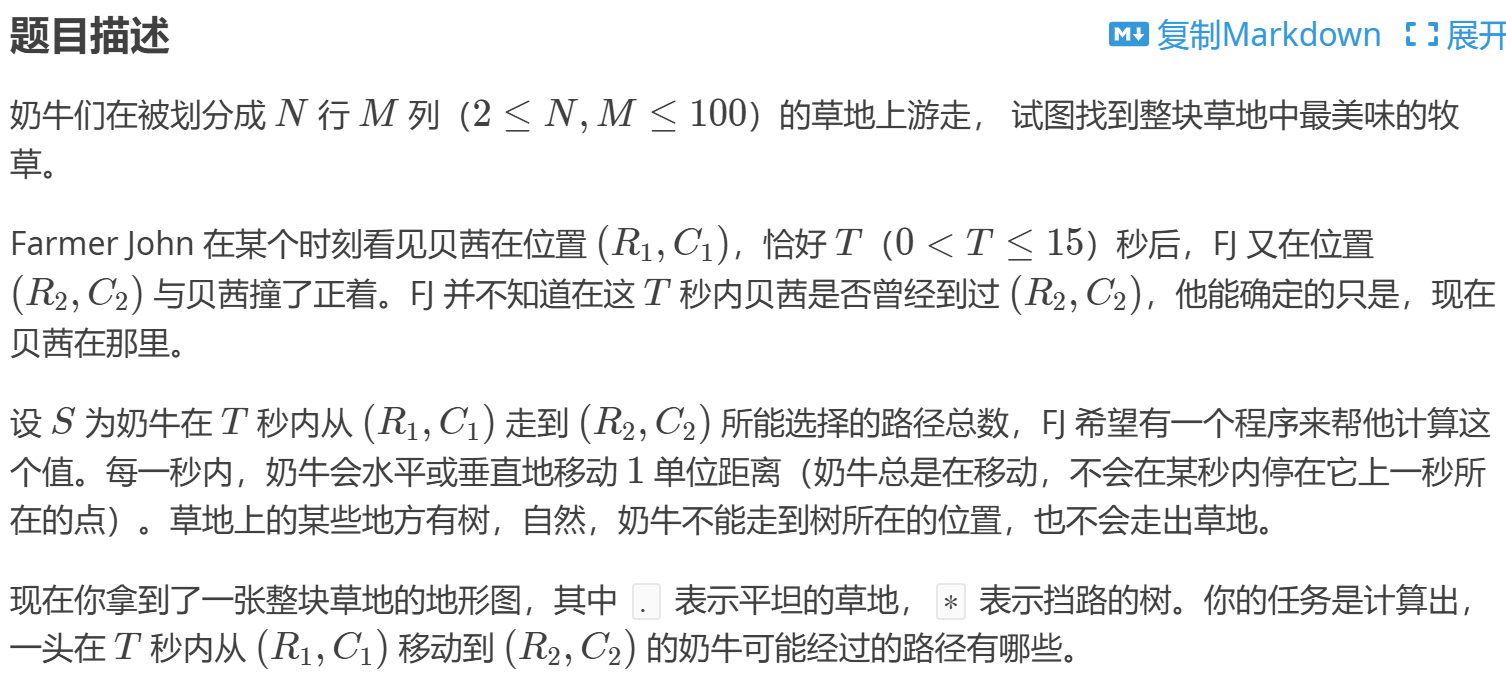 题目描述 M↓ 复制Markdown 展开
奶牛们在被划分成 N 行 M 列（2 ≤ N, M ≤ 100）的草地上游走， 试图找到整块草地中最美味的牧
草。
Farmer John 在某个时刻看见贝茜在位置 (R₁, C₁)，恰好 T（0 < T ≤ 15）秒后，FJ 又在位置
(R₂, C₂) 与贝茜撞了正着。FJ 并不知道在这 T 秒内贝茜是否曾经到过 (R₂, C₂)，他能确定的只是，现在
贝茜在那里。
设 S 为奶牛在 T 秒内从 (R₁, C₁) 走到 (R₂, C₂) 所能选择的路径总数，FJ 希望有一个程序来帮他计算这
个值。每一秒内，奶牛会水平或垂直地移动 1 单位距离（奶牛总是在移动，不会在某秒内停在它上一秒所
在的点）。草地上的某些地方有树，自然，奶牛不能走到树所在的位置，也不会走出草地。
现在你拿到了一张整块草地的地形图，其中 . 表示平坦的草地， * 表示挡路的树。你的任务是计算出，
一头在 T 秒内从 (R₁, C₁) 移动到 (R₂, C₂) 的奶牛可能经过的路径有哪些。